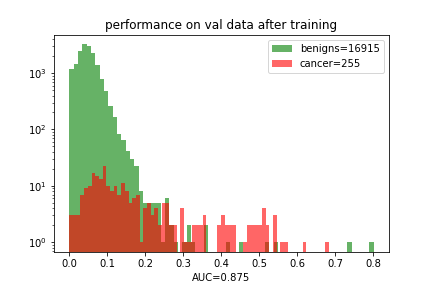 performance on val data after training
benigns=16915
cancer=255
10³
10²
10¹
10⁰
0.0 0.1 0.2 0.3 0.4 0.5 0.6 0.7 0.8
AUC=0.875